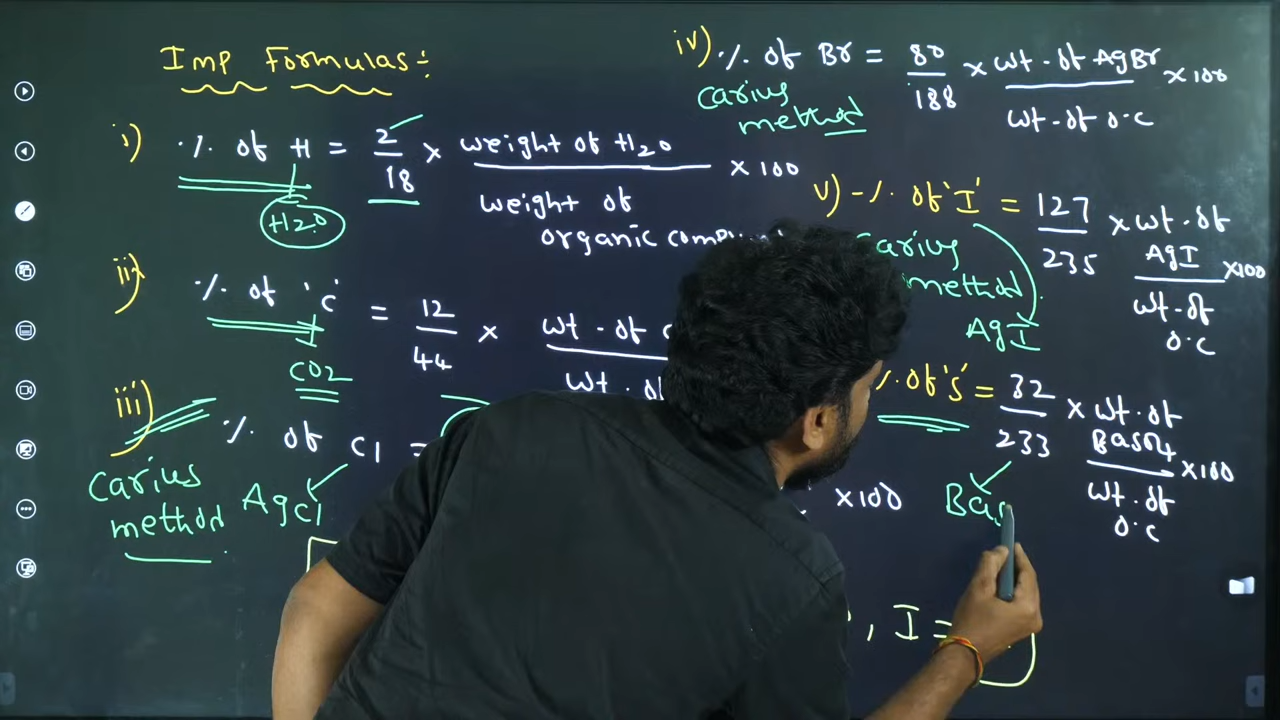 Imp Formulas :
i) % of H = 2/18 × weight of H2O / weight of organic × 100
H2O
ii) % of 'C' = 12/44 × wt. of / wt. of
CO2
iii) % of Cl =
Carius method
AgCl
× 100
iv) % of Br = 80/188 × wt. of AgBr / wt. of O.C × 100
Carius method
v) % of 'I' = 127/235 × wt. of AgI / wt. of O.C × 100
Carius method
AgI
% of 's' = 32/233 × wt. of BaSO4 / wt. of O.C × 100
Bas
, I =